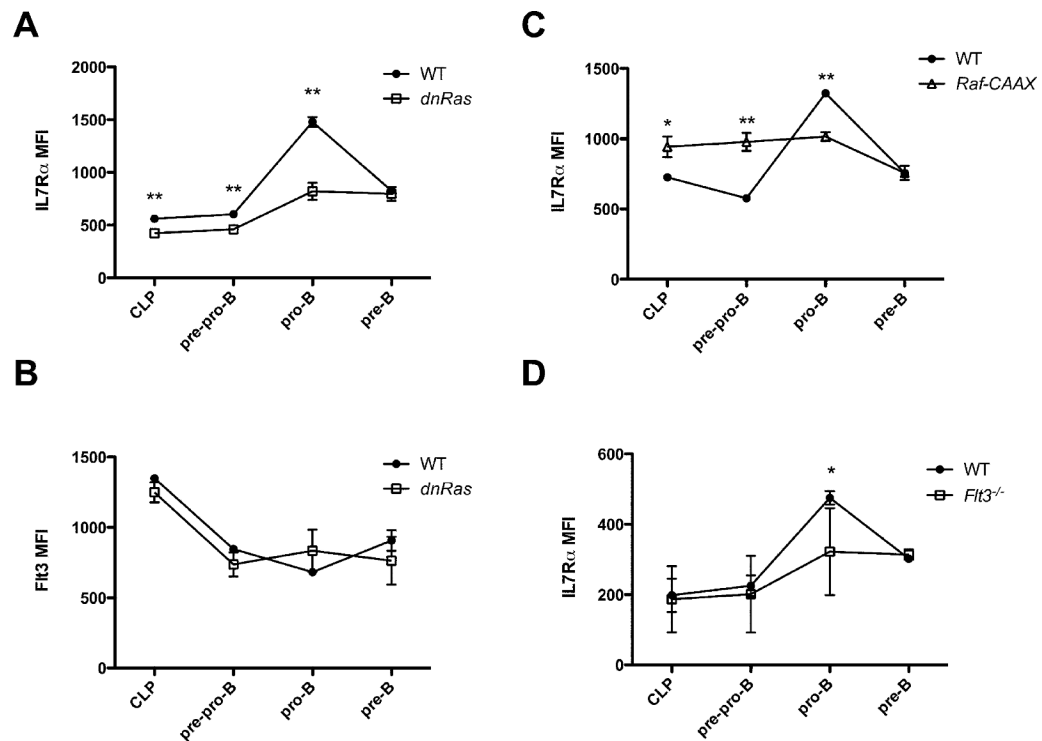 A
IL7Rα MFI
2000
1500
1000
500
0
**
**
**
WT
dnRas
CLP
pre-pro-B
pro-B
pre-B
C
IL7Rα MFI
1500
1000
500
0
*
**
**
WT
Raf-CAAX
CLP
pre-pro-B
pro-B
pre-B
B
Flt3 MFI
1500
1000
500
0
WT
dnRas
CLP
pre-pro-B
pro-B
pre-B
D
IL7Rα MFI
600
400
200
0
*
WT
Flt3-/-
CLP
pre-pro-B
pro-B
pre-B